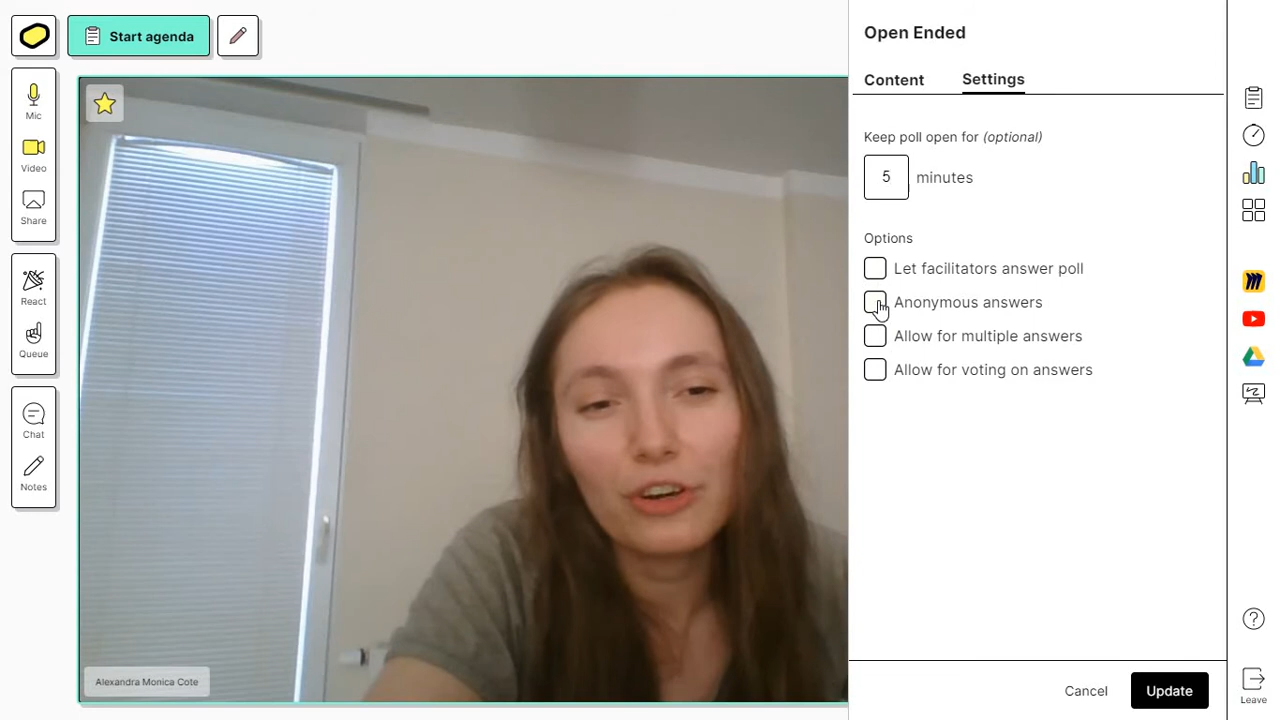 Start agenda
Mic
Video
Share
React
Queue
Chat
Notes
Alexandra Monica Cote
Open Ended
Content Settings
Keep poll open for (optional)
5 minutes
Options
Let facilitators answer poll
Anonymous answers
Allow for multiple answers
Allow for voting on answers
Cancel Update
Leave